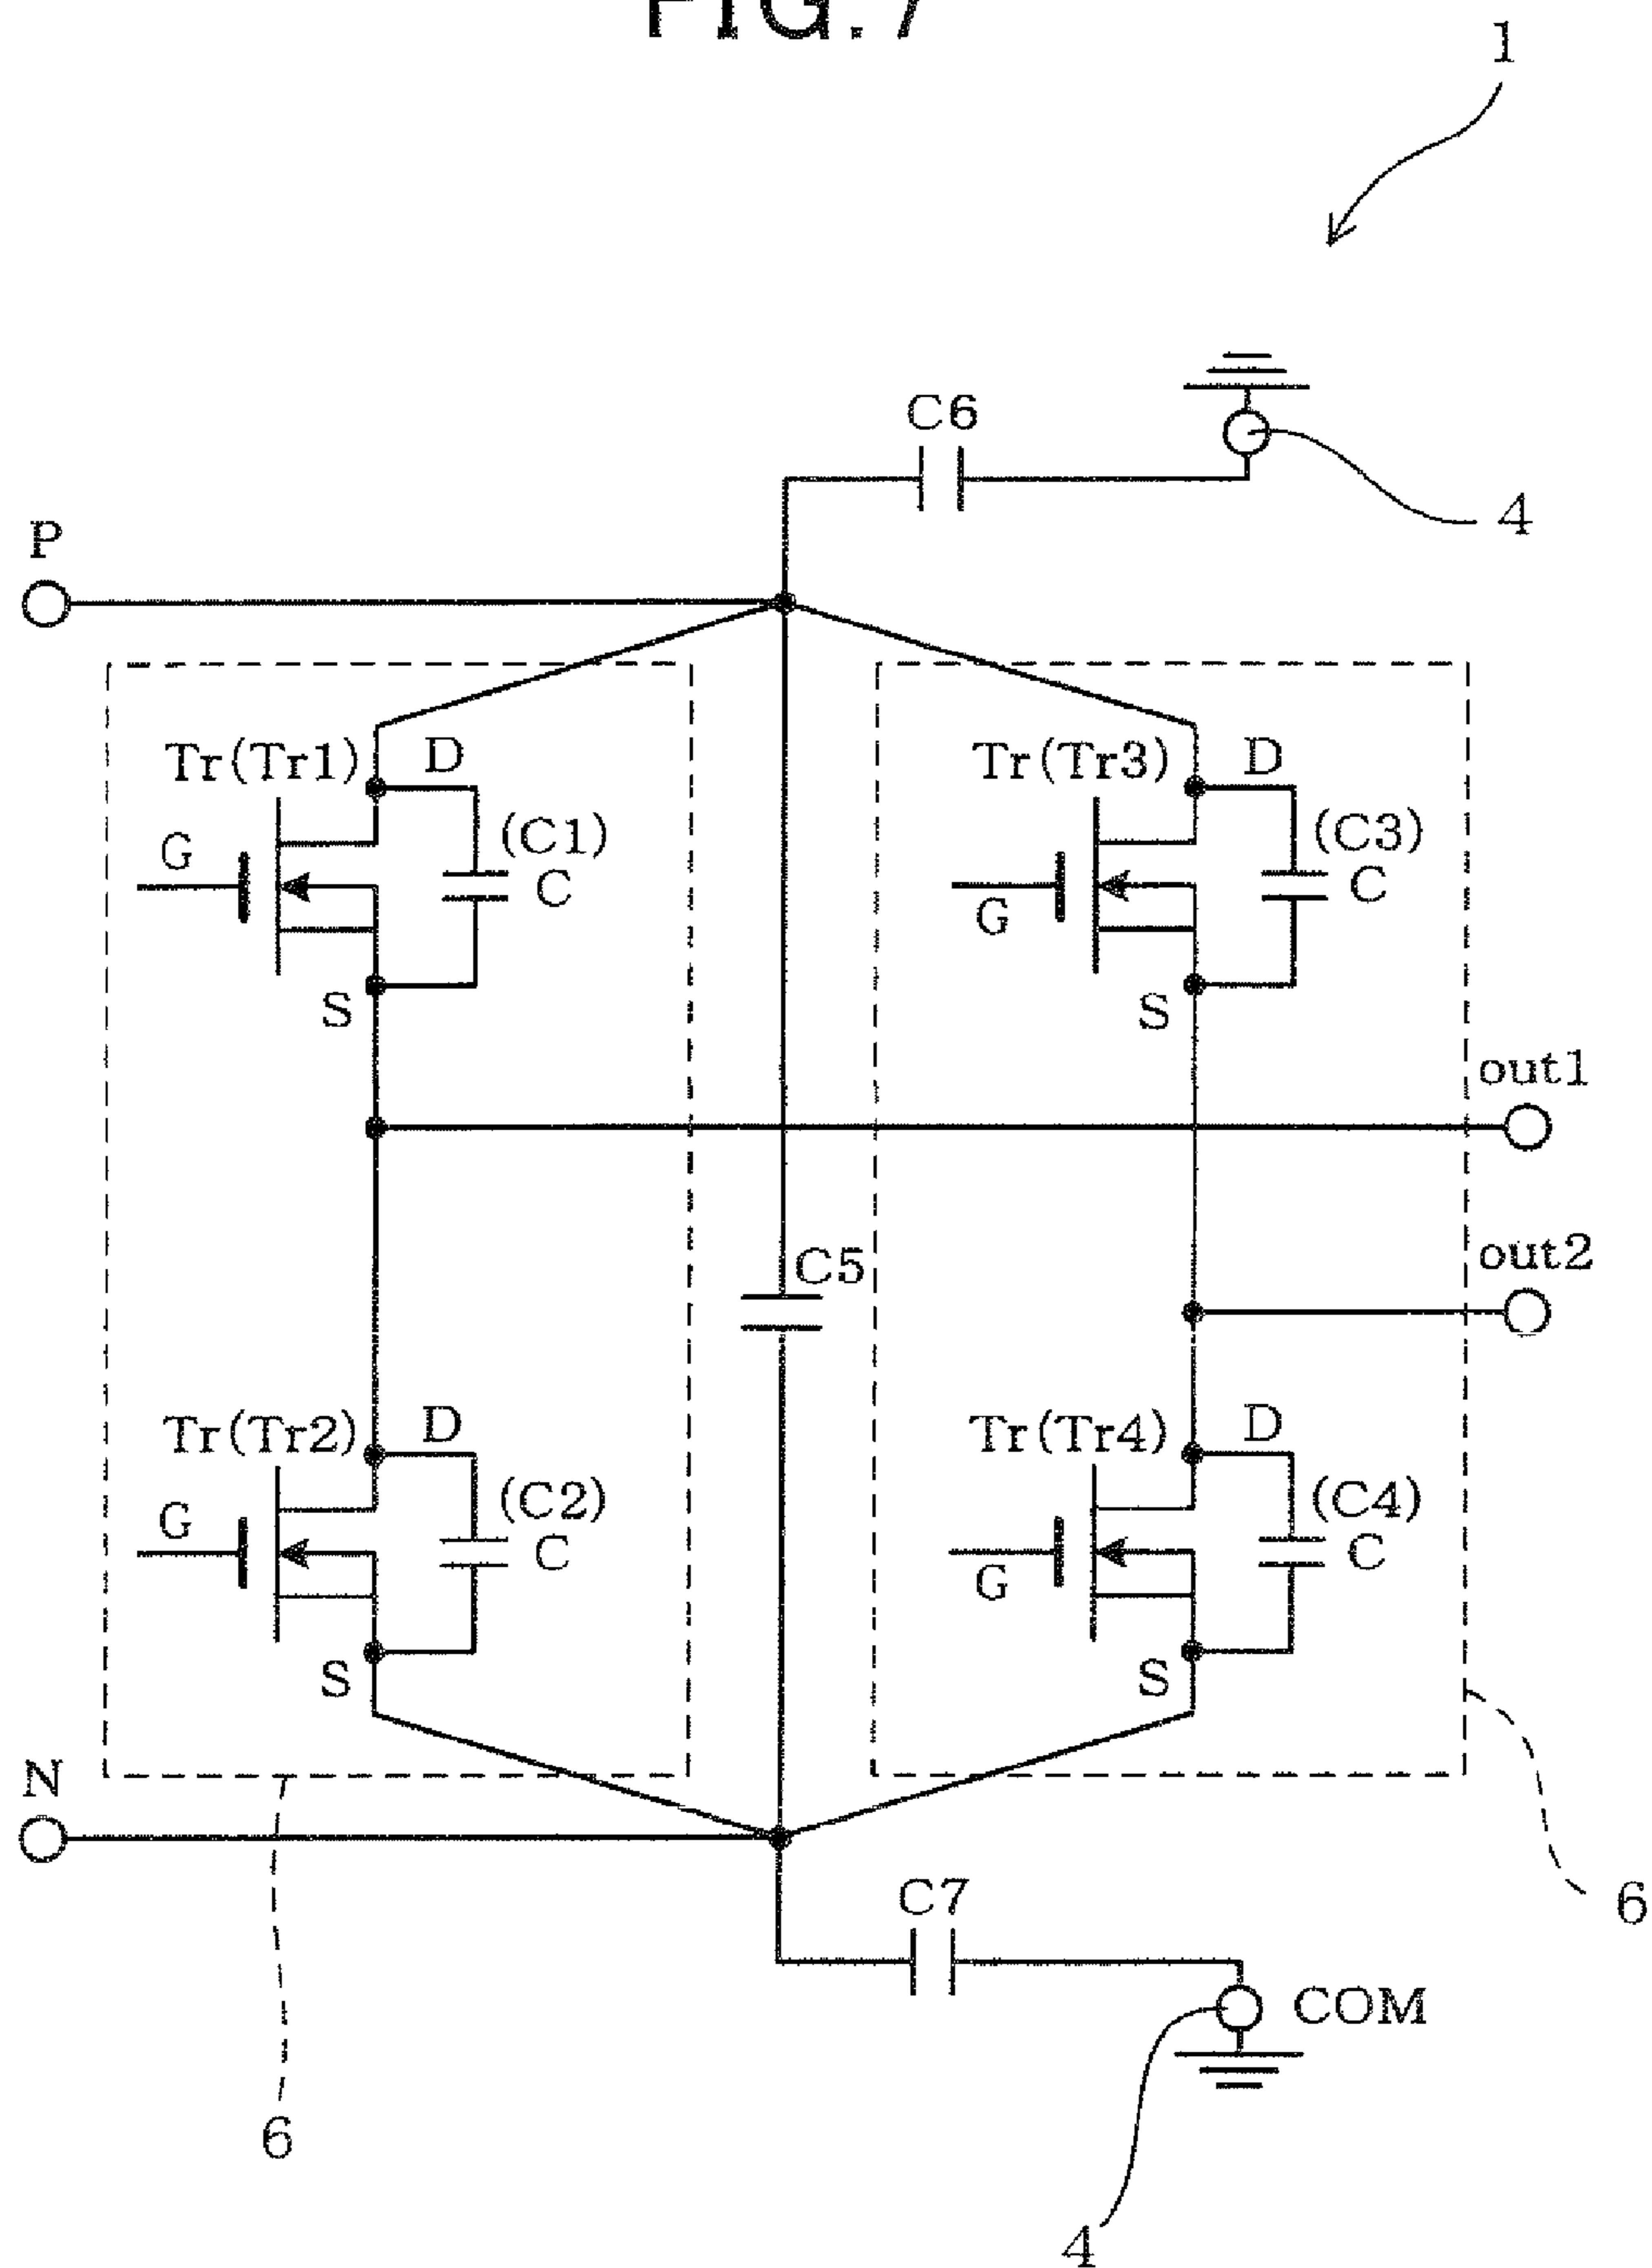 FIG. 7
1
C6
4
P
Tr(Tr1) D
Tr(Tr3) D
(C1)
(C3)
G
C
C
G
S
S
out1
out2
C5
Tr(Tr2) D
Tr(Tr4) D
(C2)
(C4)
G
C
C
G
S
S
N
C7
6
COM
6
4